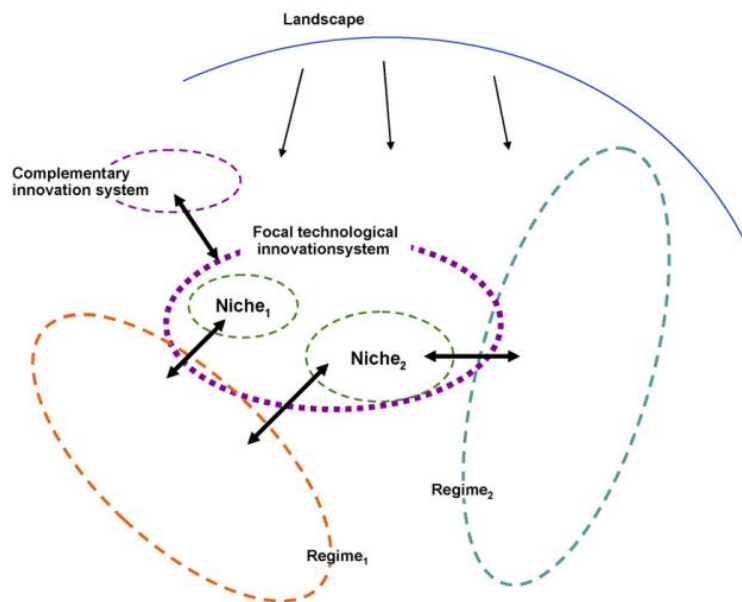 Landscape
Complementary
innovation system
Focal technological
innovationsystem
Niche₁
Niche₂
Regime₂
Regime₁